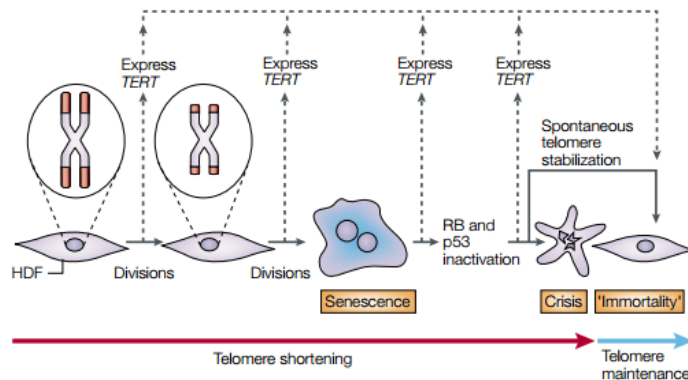 Express
TERT
Express
TERT
Express
TERT
Express
TERT
Spontaneous
telomere
stabilization
HDF
Divisions
Divisions
RB and
p53
inactivation
Senescence
Crisis
'Immortality'
Telomere shortening
Telomere
maintenance